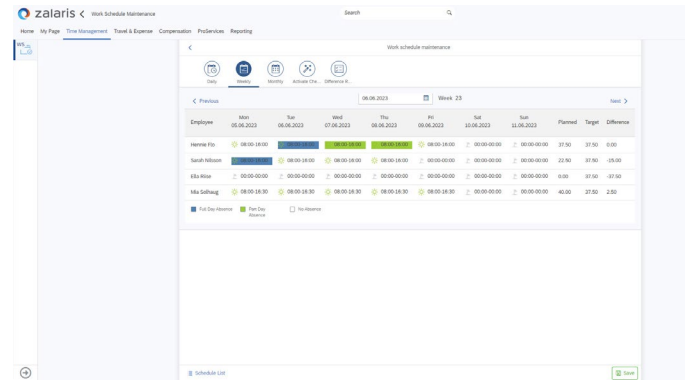 zalaris < Work Schedule Maintenance
Search
Home My Page Time Management Travel & Expense Compensation ProServices Reporting
Work schedule maintenance
Daily Weekly Monthly Activate Che... Difference R...
< Previous 08.06.2023 Week 23 Next >
Employee Mon 05.06.2023 Tue 06.06.2023 Wed 07.06.2023 Thu 08.06.2023 Fri 09.06.2023 Sat 10.06.2023 Sun 11.06.2023 Planned Target Difference
Hennie Flo 08:00-16:00 08:00-16:00 08:00-16:00 08:00-16:00 08:00-16:00 00:00-00:00 00:00-00:00 37.50 37.50 0.00
Sarah Nilsson 08:00-16:00 08:00-16:00 08:00-16:00 00:00-00:00 00:00-00:00 22.50 37.50 -15.00
Ella Riise 00:00-00:00 00:00-00:00 00:00-00:00 00:00-00:00 00:00-00:00 00:00-00:00 00:00-00:00 0.00 37.50 -37.50
Mia Solhaug 08:00-16:30 08:00-16:30 08:00-16:30 08:00-16:30 08:00-16:30 00:00-00:00 00:00-00:00 40.00 37.50 2.50
Full Day Absence Part Day Absence No Absence
Schedule List Save